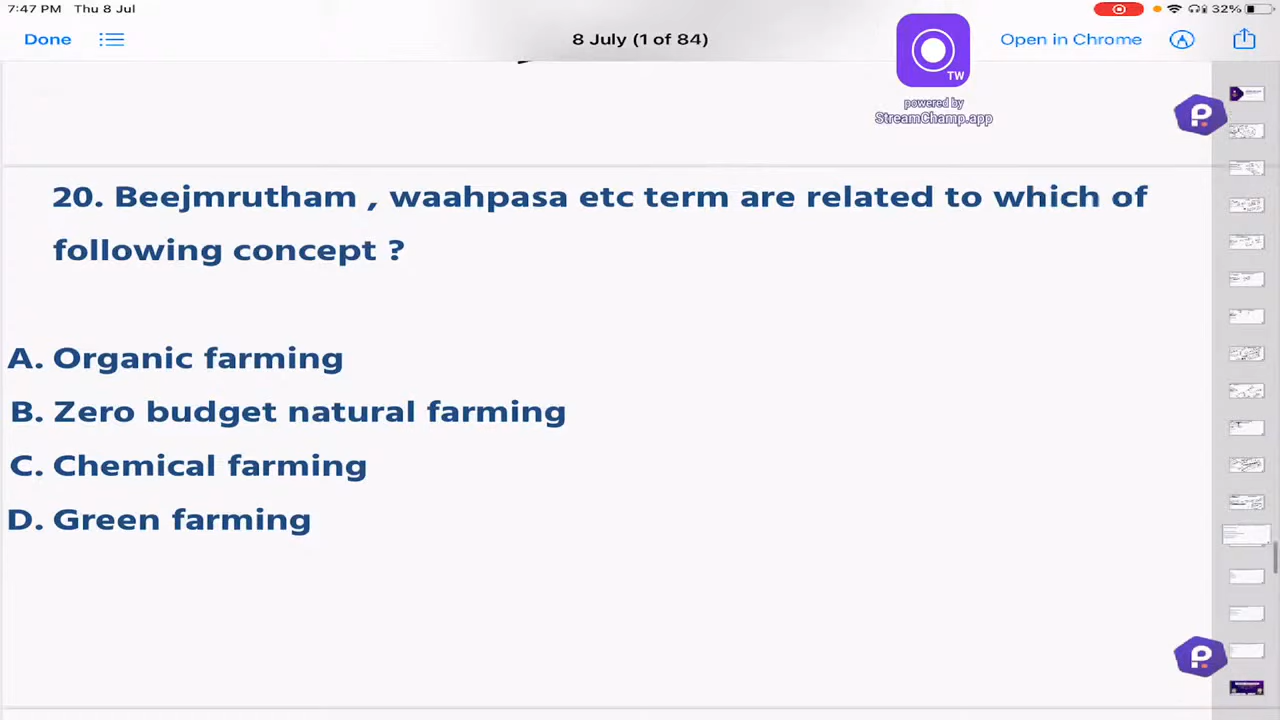 7:47 PM Thu 8 Jul
32%
Done
8 July (1 of 84)
Open in Chrome
TW
powered by
StreamChamp.app
20. Beejmrutham , waahpasa etc term are related to which of
following concept ?
A. Organic farming
B. Zero budget natural farming
C. Chemical farming
D. Green farming